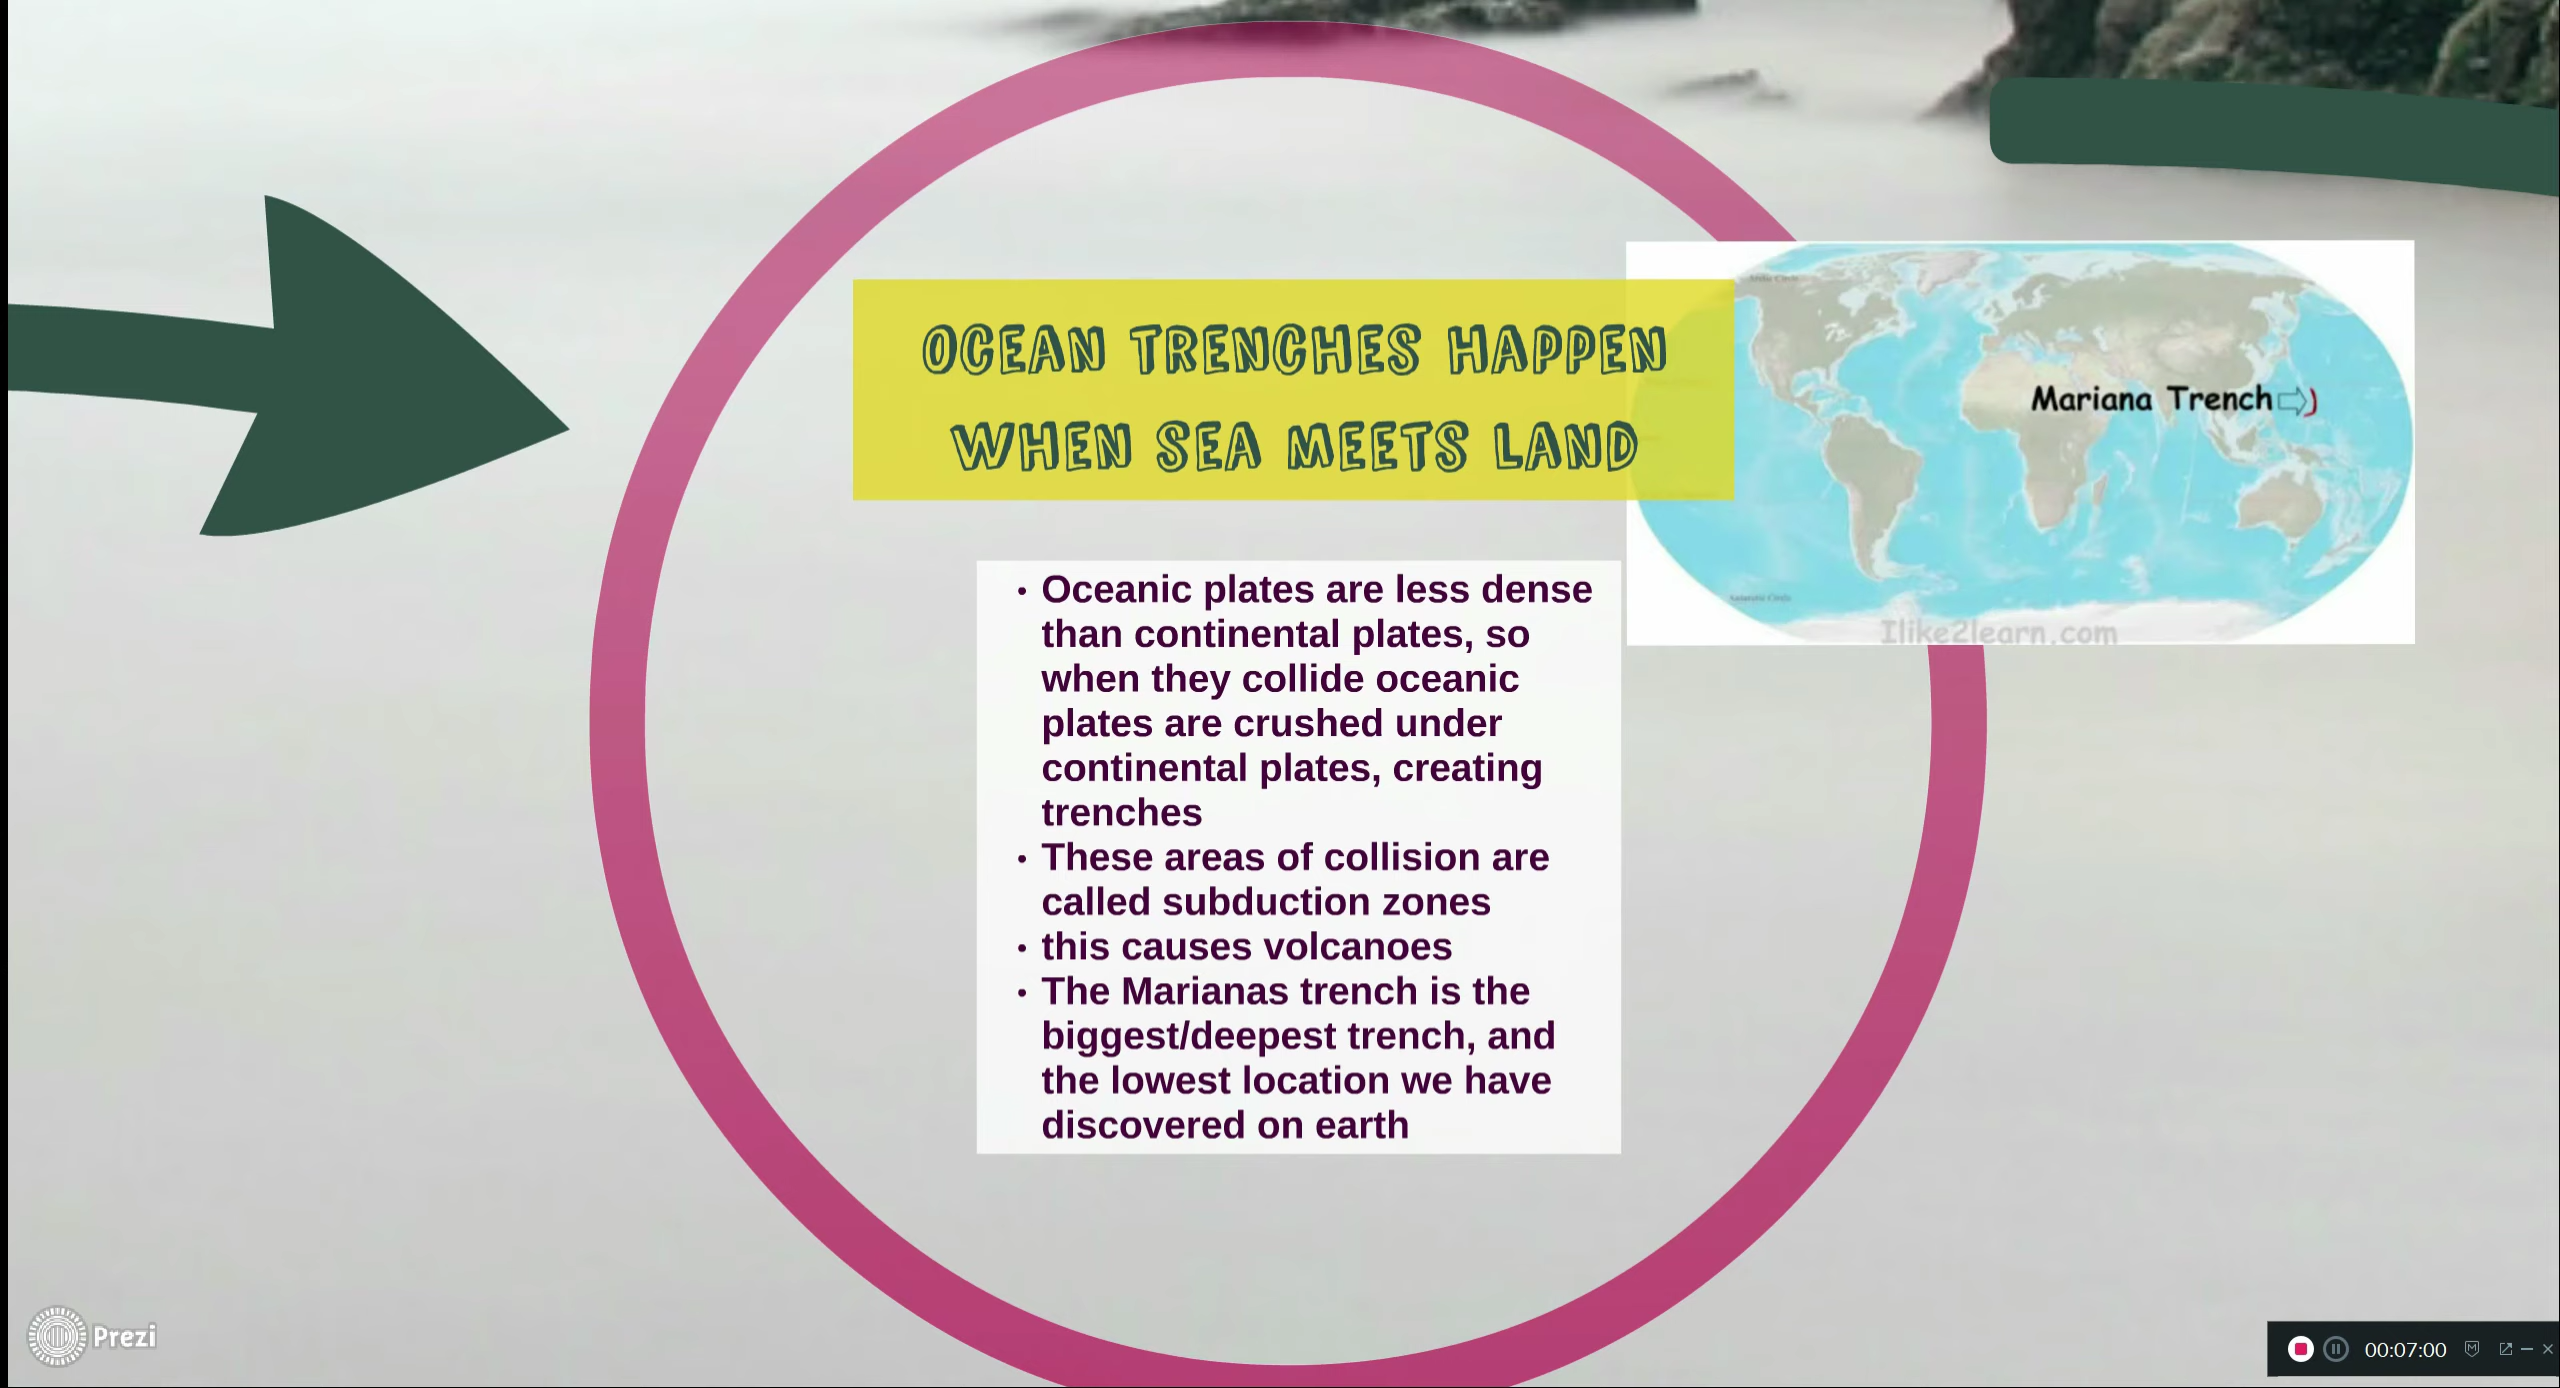 OCEAN TRENCHES HAPPEN
WHEN SEA MEETS LAND
Mariana Trench
Ilike2learn.com
• Oceanic plates are less dense
than continental plates, so
when they collide oceanic
plates are crushed under
continental plates, creating
trenches
• These areas of collision are
called subduction zones
• this causes volcanoes
• The Marianas trench is the
biggest/deepest trench, and
the lowest location we have
discovered on earth
Prezi
00:07:00